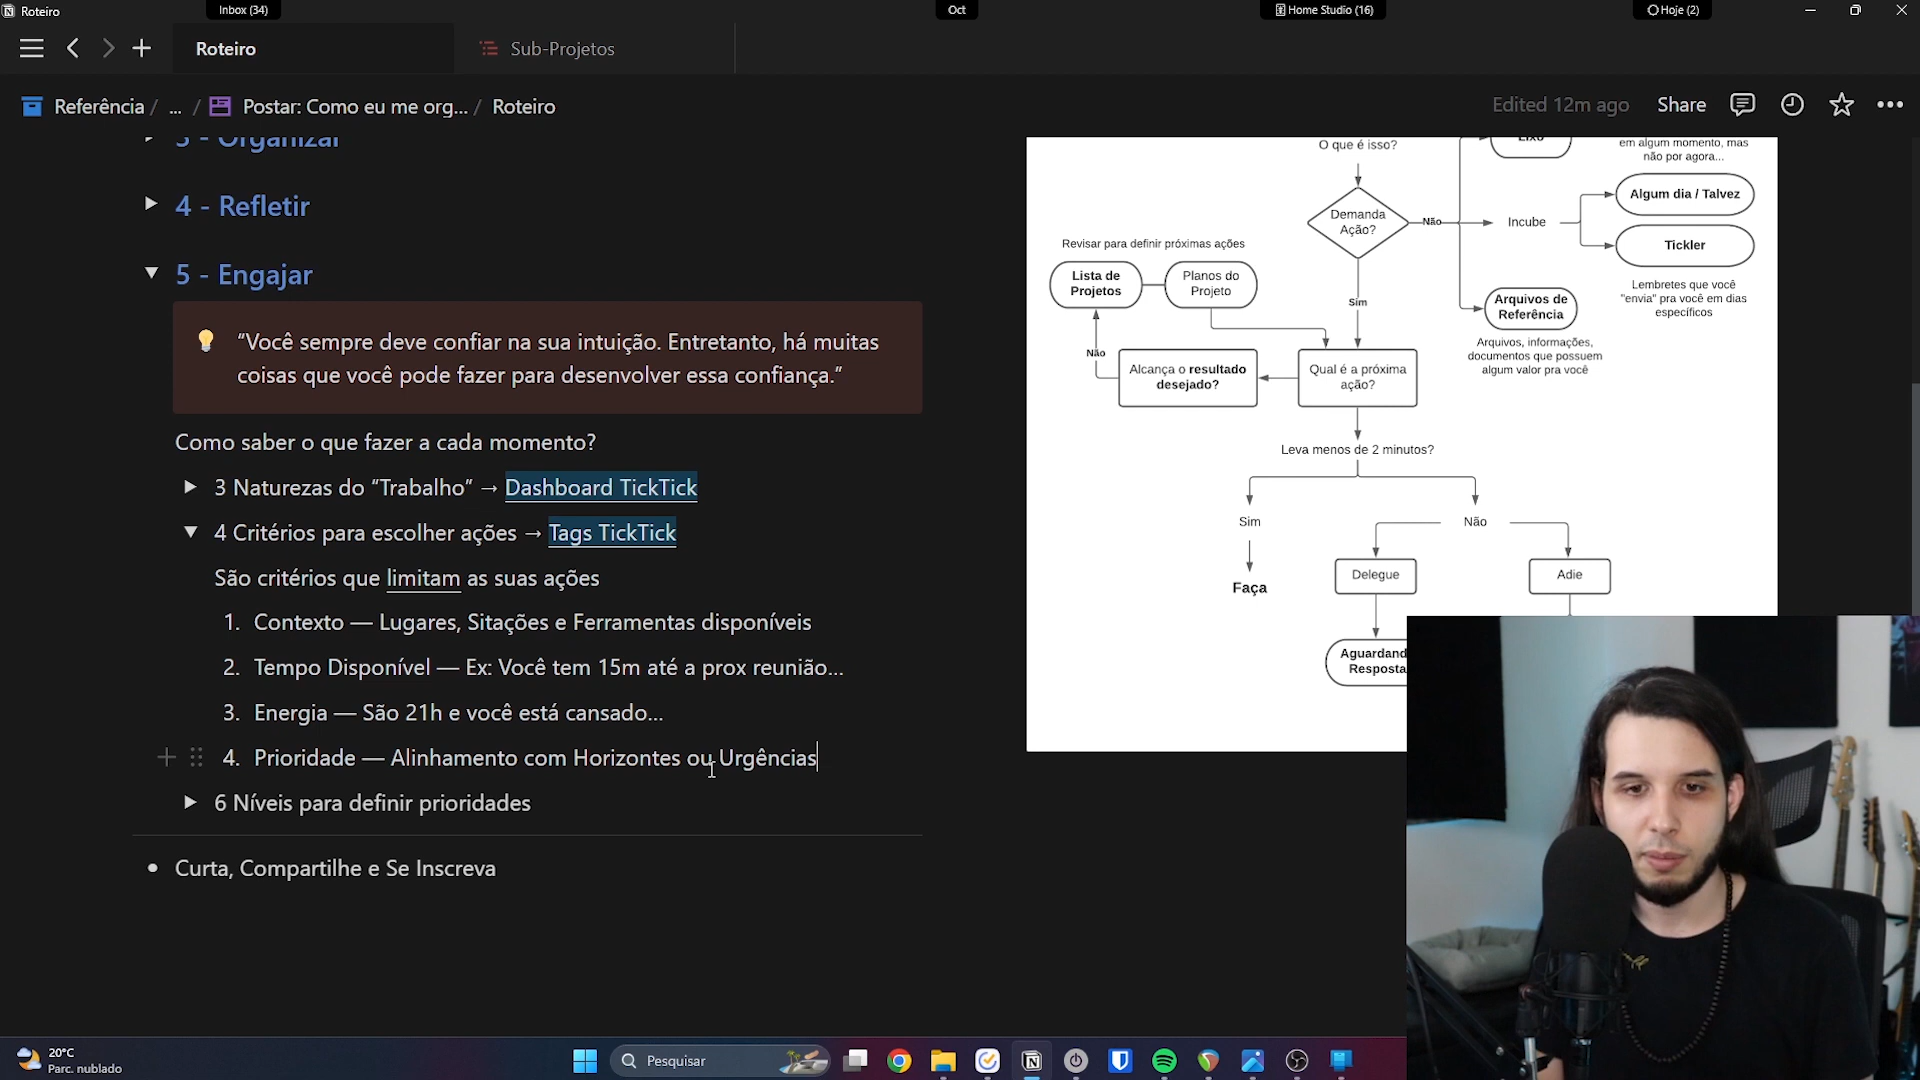 Roteiro
Inbox (34)
Oct
Home Studio (16)
Hoje (2)
Roteiro
Sub-Projetos
Referência / ... / Postar: Como eu me org... / Roteiro
Edited 12m ago
Share
3 - Organizar
4 - Refletir
5 - Engajar
“Você sempre deve confiar na sua intuição. Entretanto, há muitas
coisas que você pode fazer para desenvolver essa confiança.”
Como saber o que fazer a cada momento?
3 Naturezas do “Trabalho” → Dashboard TickTick
4 Critérios para escolher ações → Tags TickTick
São critérios que limitam as suas ações
1. Contexto — Lugares, Sitações e Ferramentas disponíveis
2. Tempo Disponível — Ex: Você tem 15m até a prox reunião...
3. Energia — São 21h e você está cansado...
4. Prioridade — Alinhamento com Horizontes ou Urgências
6 Níveis para definir prioridades
• Curta, Compartilhe e Se Inscreva
O que é isso?
Lixo
em algum momento, mas
não por agora...
Demanda
Ação?
Não
Incube
Algum dia / Talvez
Tickler
Lembretes que você
"envia" pra você em dias
específicos
Revisar para definir próximas ações
Lista de
Projetos
Planos do
Projeto
Sim
Arquivos de
Referência
Arquivos, informações,
documentos que possuem
algum valor pra você
Não
Alcança o resultado
desejado?
Qual é a próxima
ação?
Leva menos de 2 minutos?
Sim
Não
Faça
Delegue
Adie
Aguardand
Resposta
20°C
Parc. nublado
Pesquisar